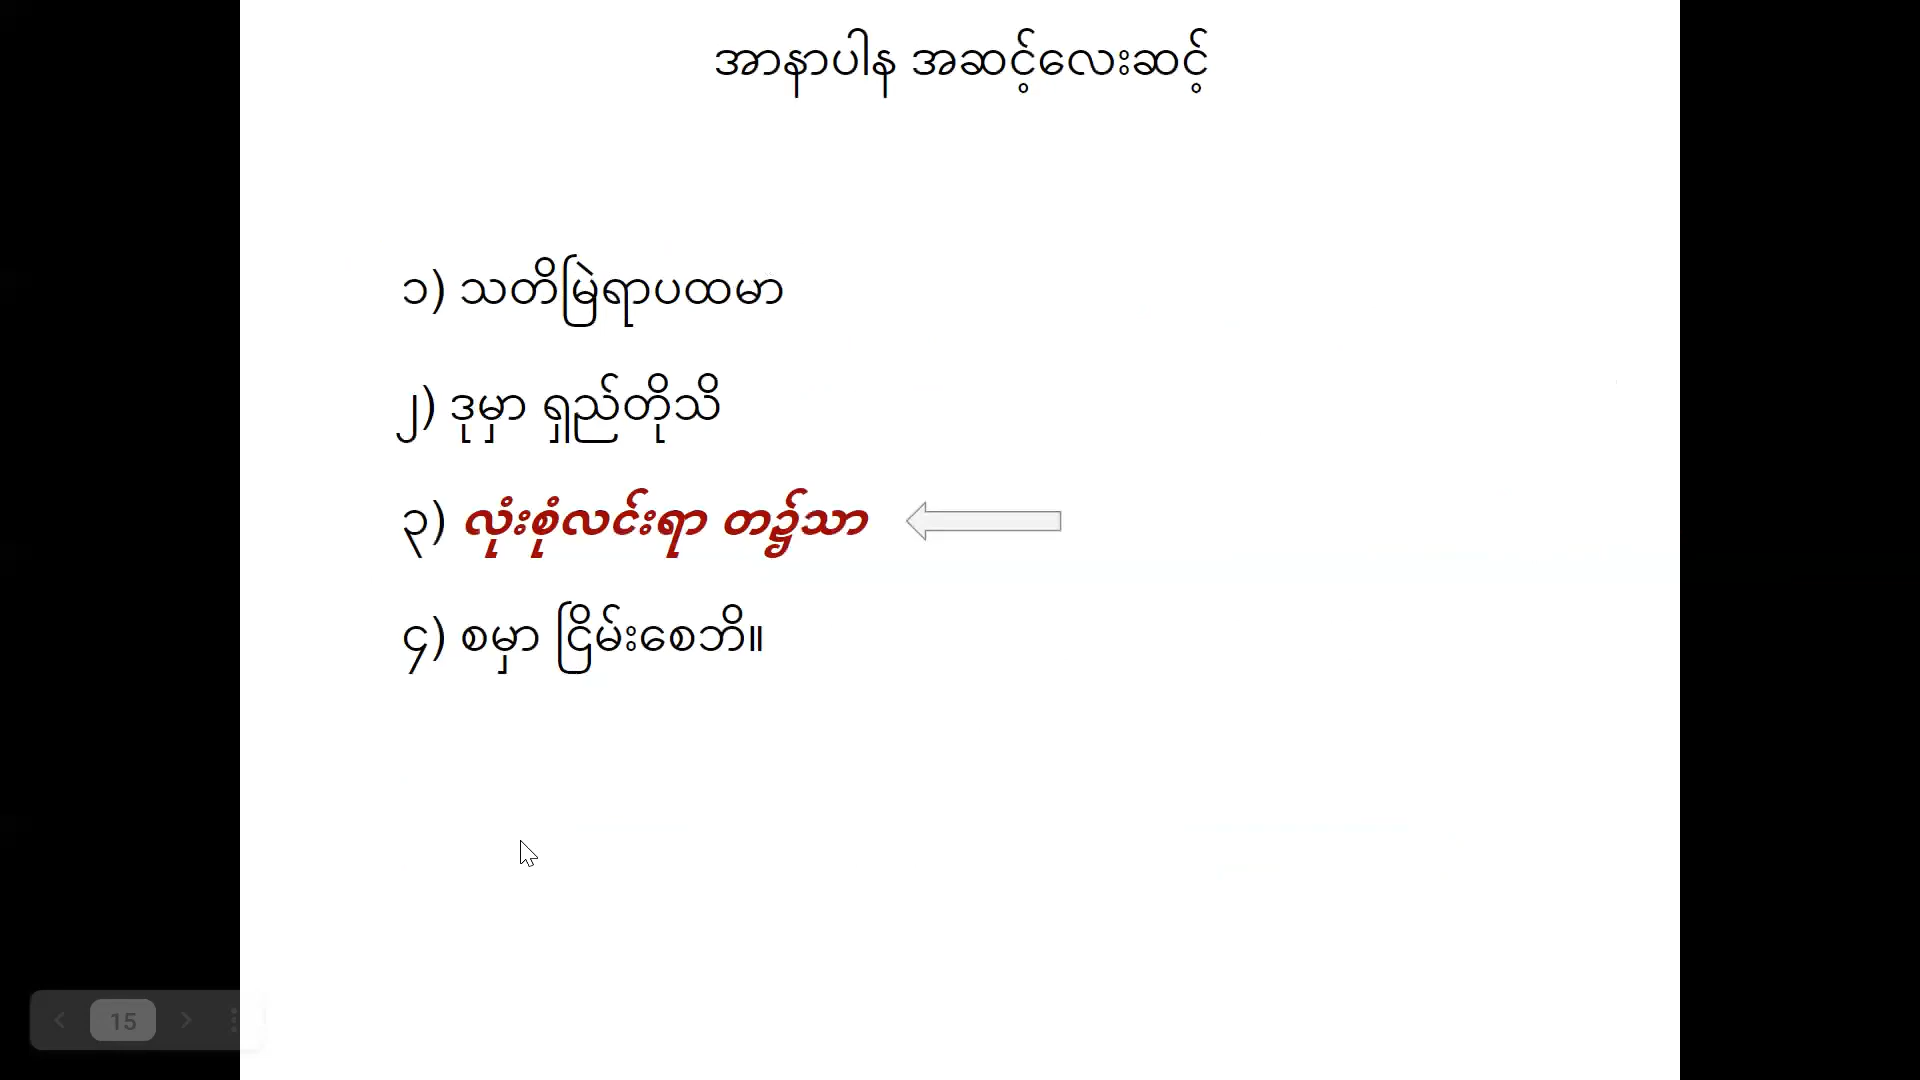 အာနာပါန အဆင့်လေးဆင့်
၁) သတိမြဲရာပထမာ
၂) ဒုမှာ ရှည်တိုသိ
၃) လုံးစုံလင်းရာ တ၌သာ
၄) စမှာ ငြိမ်းစေဘိ။
15